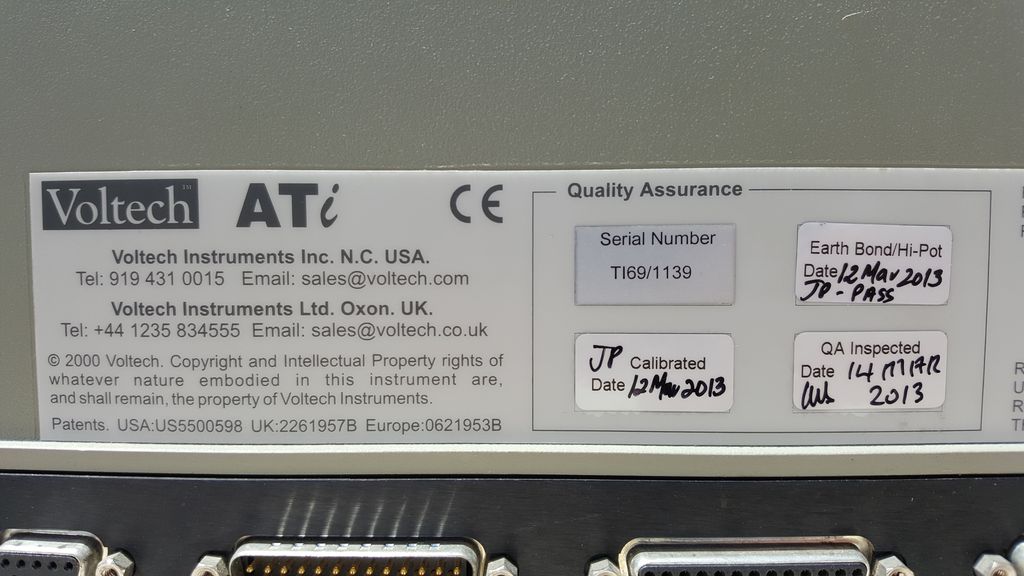 Voltech™ ATi CE
Voltech Instruments Inc. N.C. USA.
Tel: 919 431 0015 Email: sales@voltech.com
Voltech Instruments Ltd. Oxon. UK.
Tel: +44 1235 834555 Email: sales@voltech.co.uk
© 2000 Voltech. Copyright and Intellectual Property rights of
whatever nature embodied in this instrument are,
and shall remain, the property of Voltech Instruments.
Patents. USA:US5500598 UK:2261957B Europe:0621953B
Quality Assurance
Serial Number
TI69/1139
Earth Bond/Hi-Pot
Date 12 Mar 2013
JP - PASS
JP Calibrated
Date 12 Mar 2013
QA Inspected
Date 14 MAR
2013